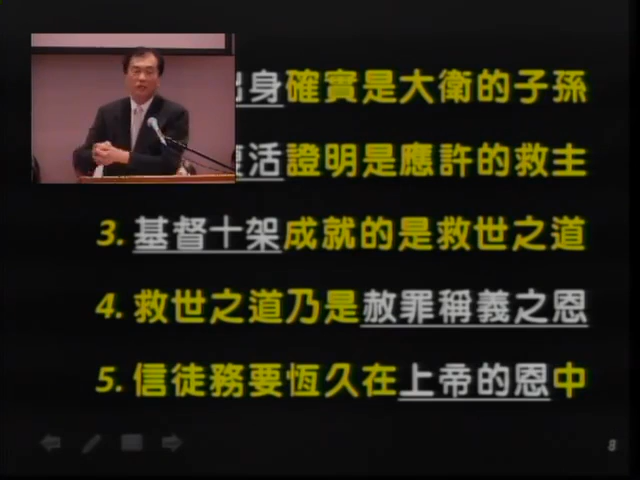 身確實是大衛的子孫
活證明是應許的救主
3. 基督十架成就的是救世之道
4. 救世之道乃是赦罪稱義之恩
5. 信徒務要恆久在上帝的恩中
8